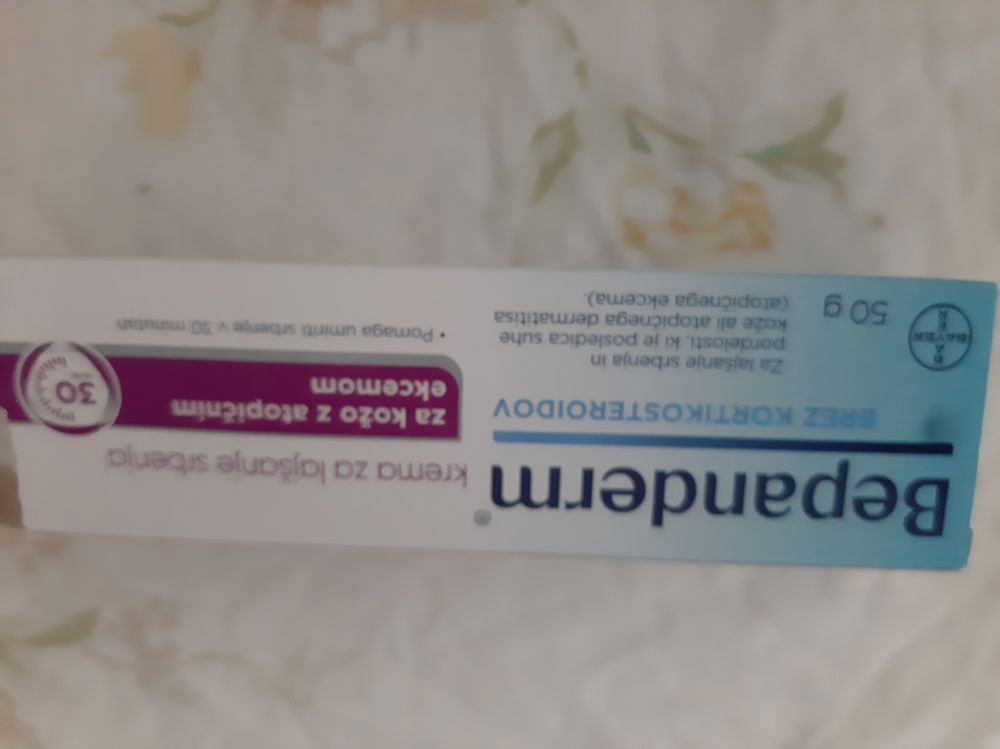 Bepanderm®
BREZ KORTIKOSTEROIDOV
Za lajšanje srbenja in
pordelosti, ki je posledica suhe
kože ali atopičnega dermatitisa
(atopičnega ekcema).
50 g
BAYER
BAYER
krema za lajšanje srbenja
za kožo z atopičnim
ekcemom
30
• Pomaga umiriti srbenje v 30 minutah